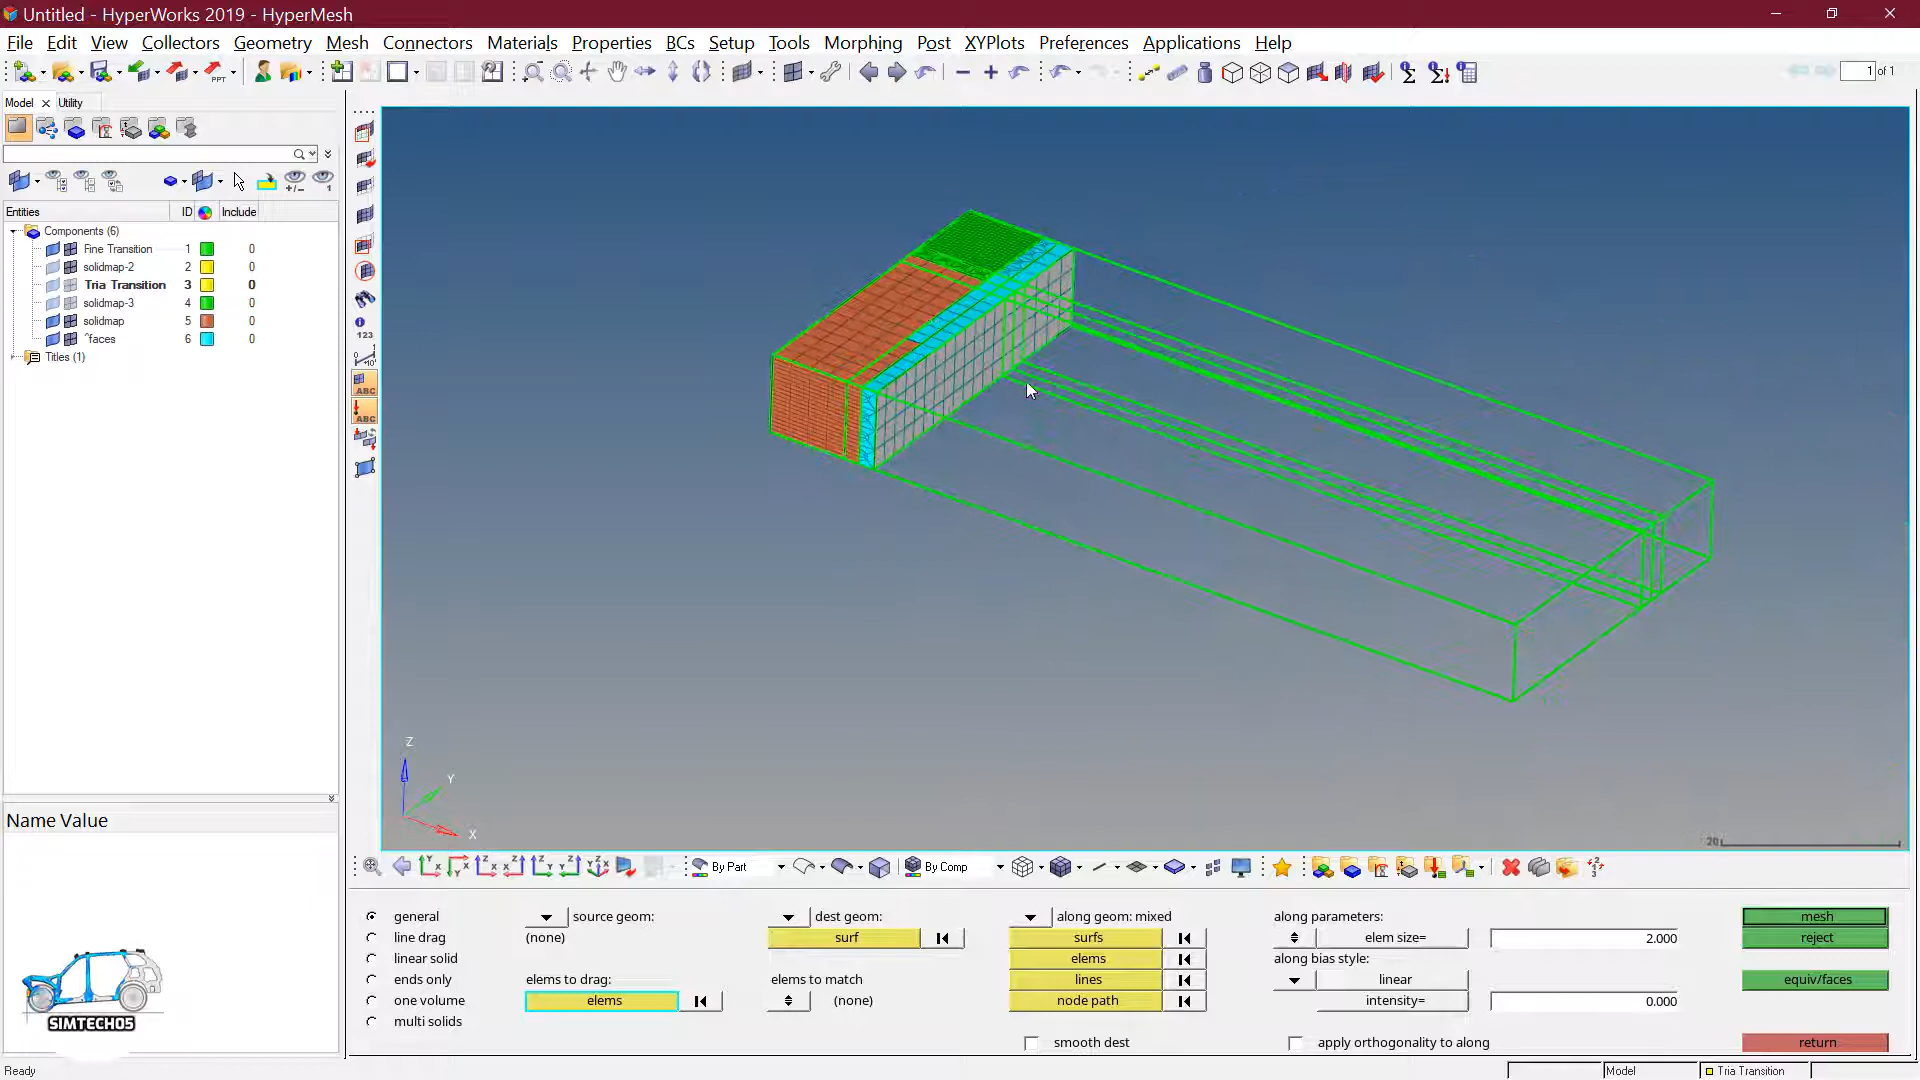 Untitled - HyperWorks 2019 - HyperMesh
File Edit View Collectors Geometry Mesh Connectors Materials Properties BCs Setup Tools Morphing Post XYPlots Preferences Applications Help
PPT
1 of 1
Model Utility
Entities ID Include
Components (6)
Fine Transition 1 0
solidmap-2 2 0
Tria Transition 3 0
solidmap-3 4 0
solidmap 5 0
^faces 6 0
Titles (1)
123
ABC
ABC
Name Value
SIMTECH05
Z
Y
X
20
By Part
By Comp
general
line drag
linear solid
ends only
one volume
multi solids
source geom:
(none)
elems to drag:
elems
dest geom:
surf
elems to match
(none)
along geom: mixed
surfs
elems
lines
node path
smooth dest
along parameters:
elem size= 2.000
along bias style:
linear
intensity= 0.000
apply orthogonality to along
mesh
reject
equiv/faces
return
Ready
Model
Tria Transition